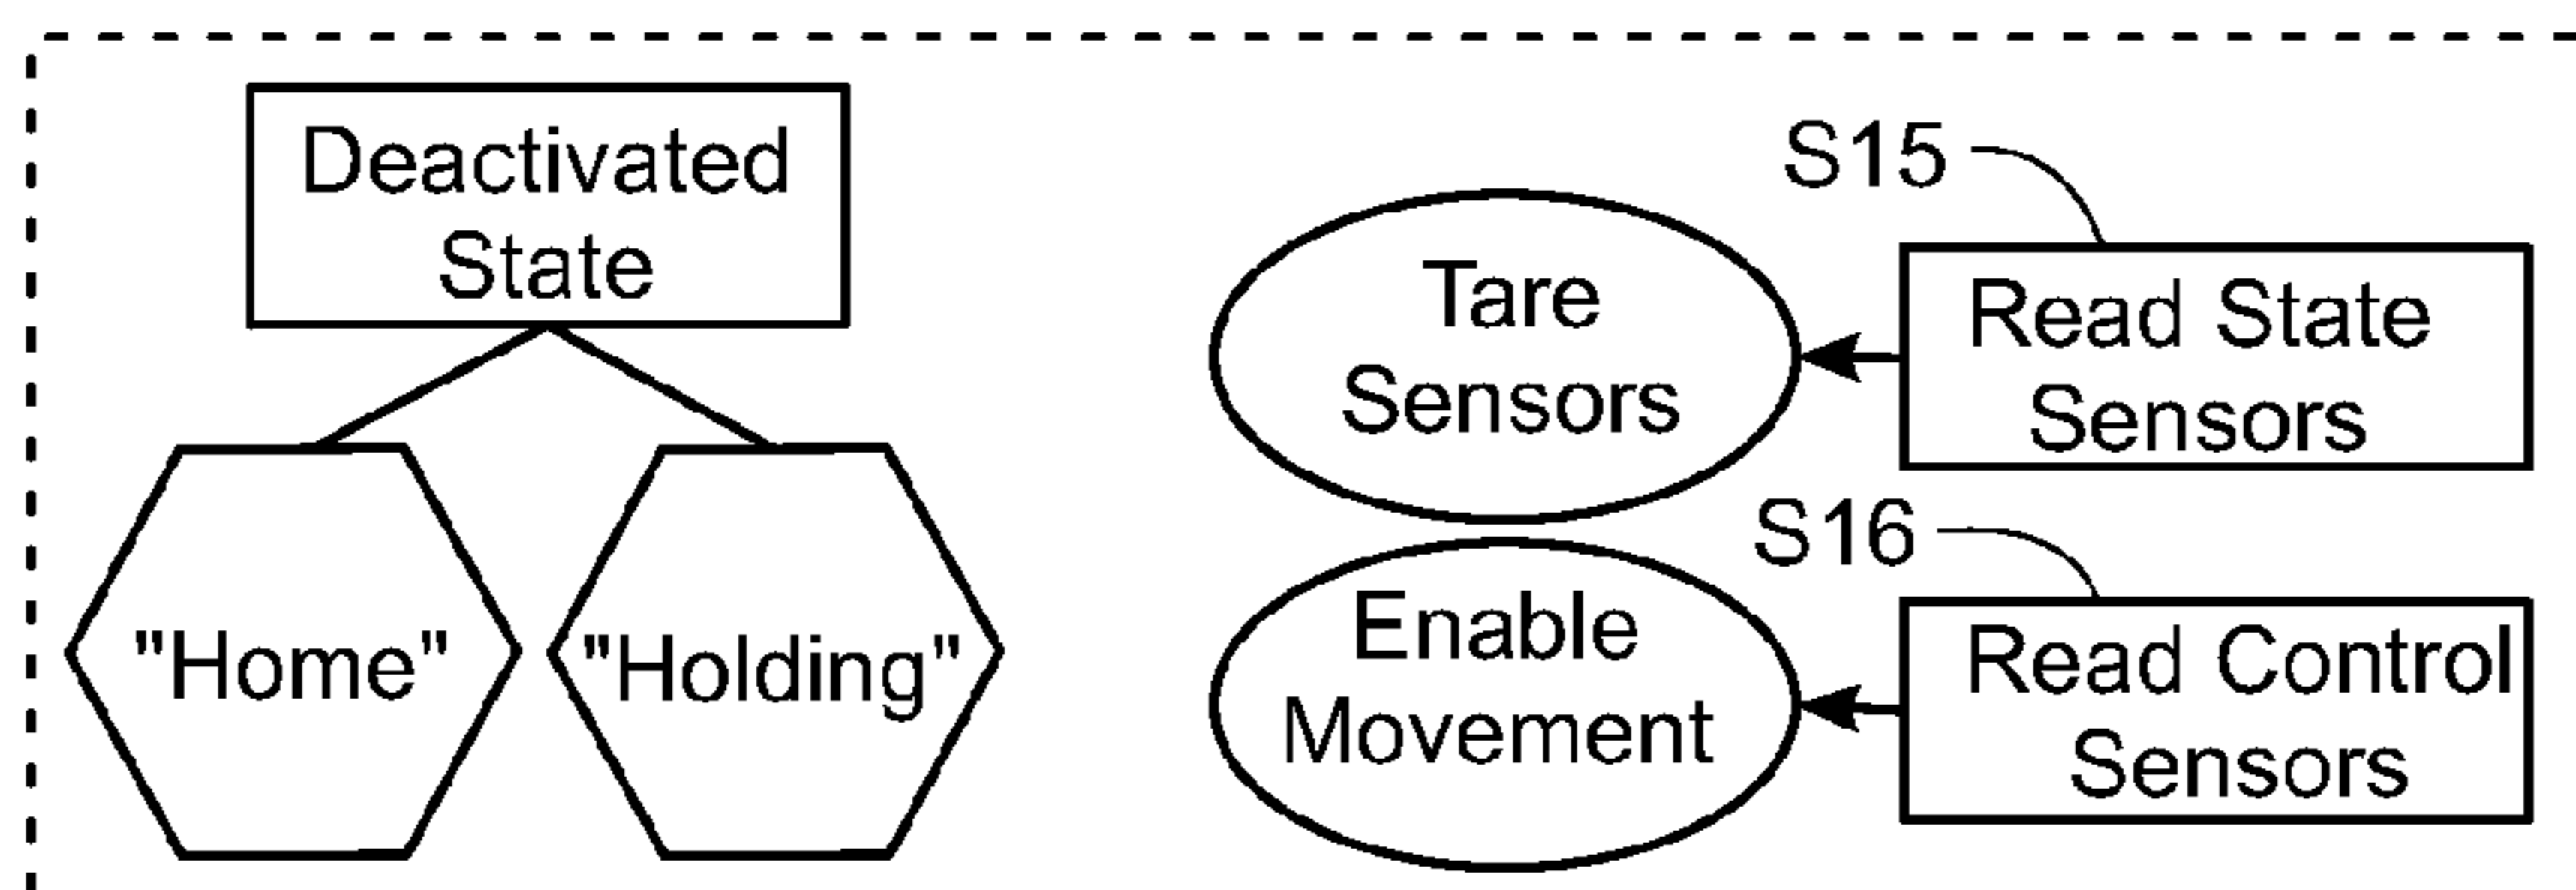 Deactivated
State
"Home"
"Holding"
S15
Tare
Sensors
Read State
Sensors
S16
Enable
Movement
Read Control
Sensors